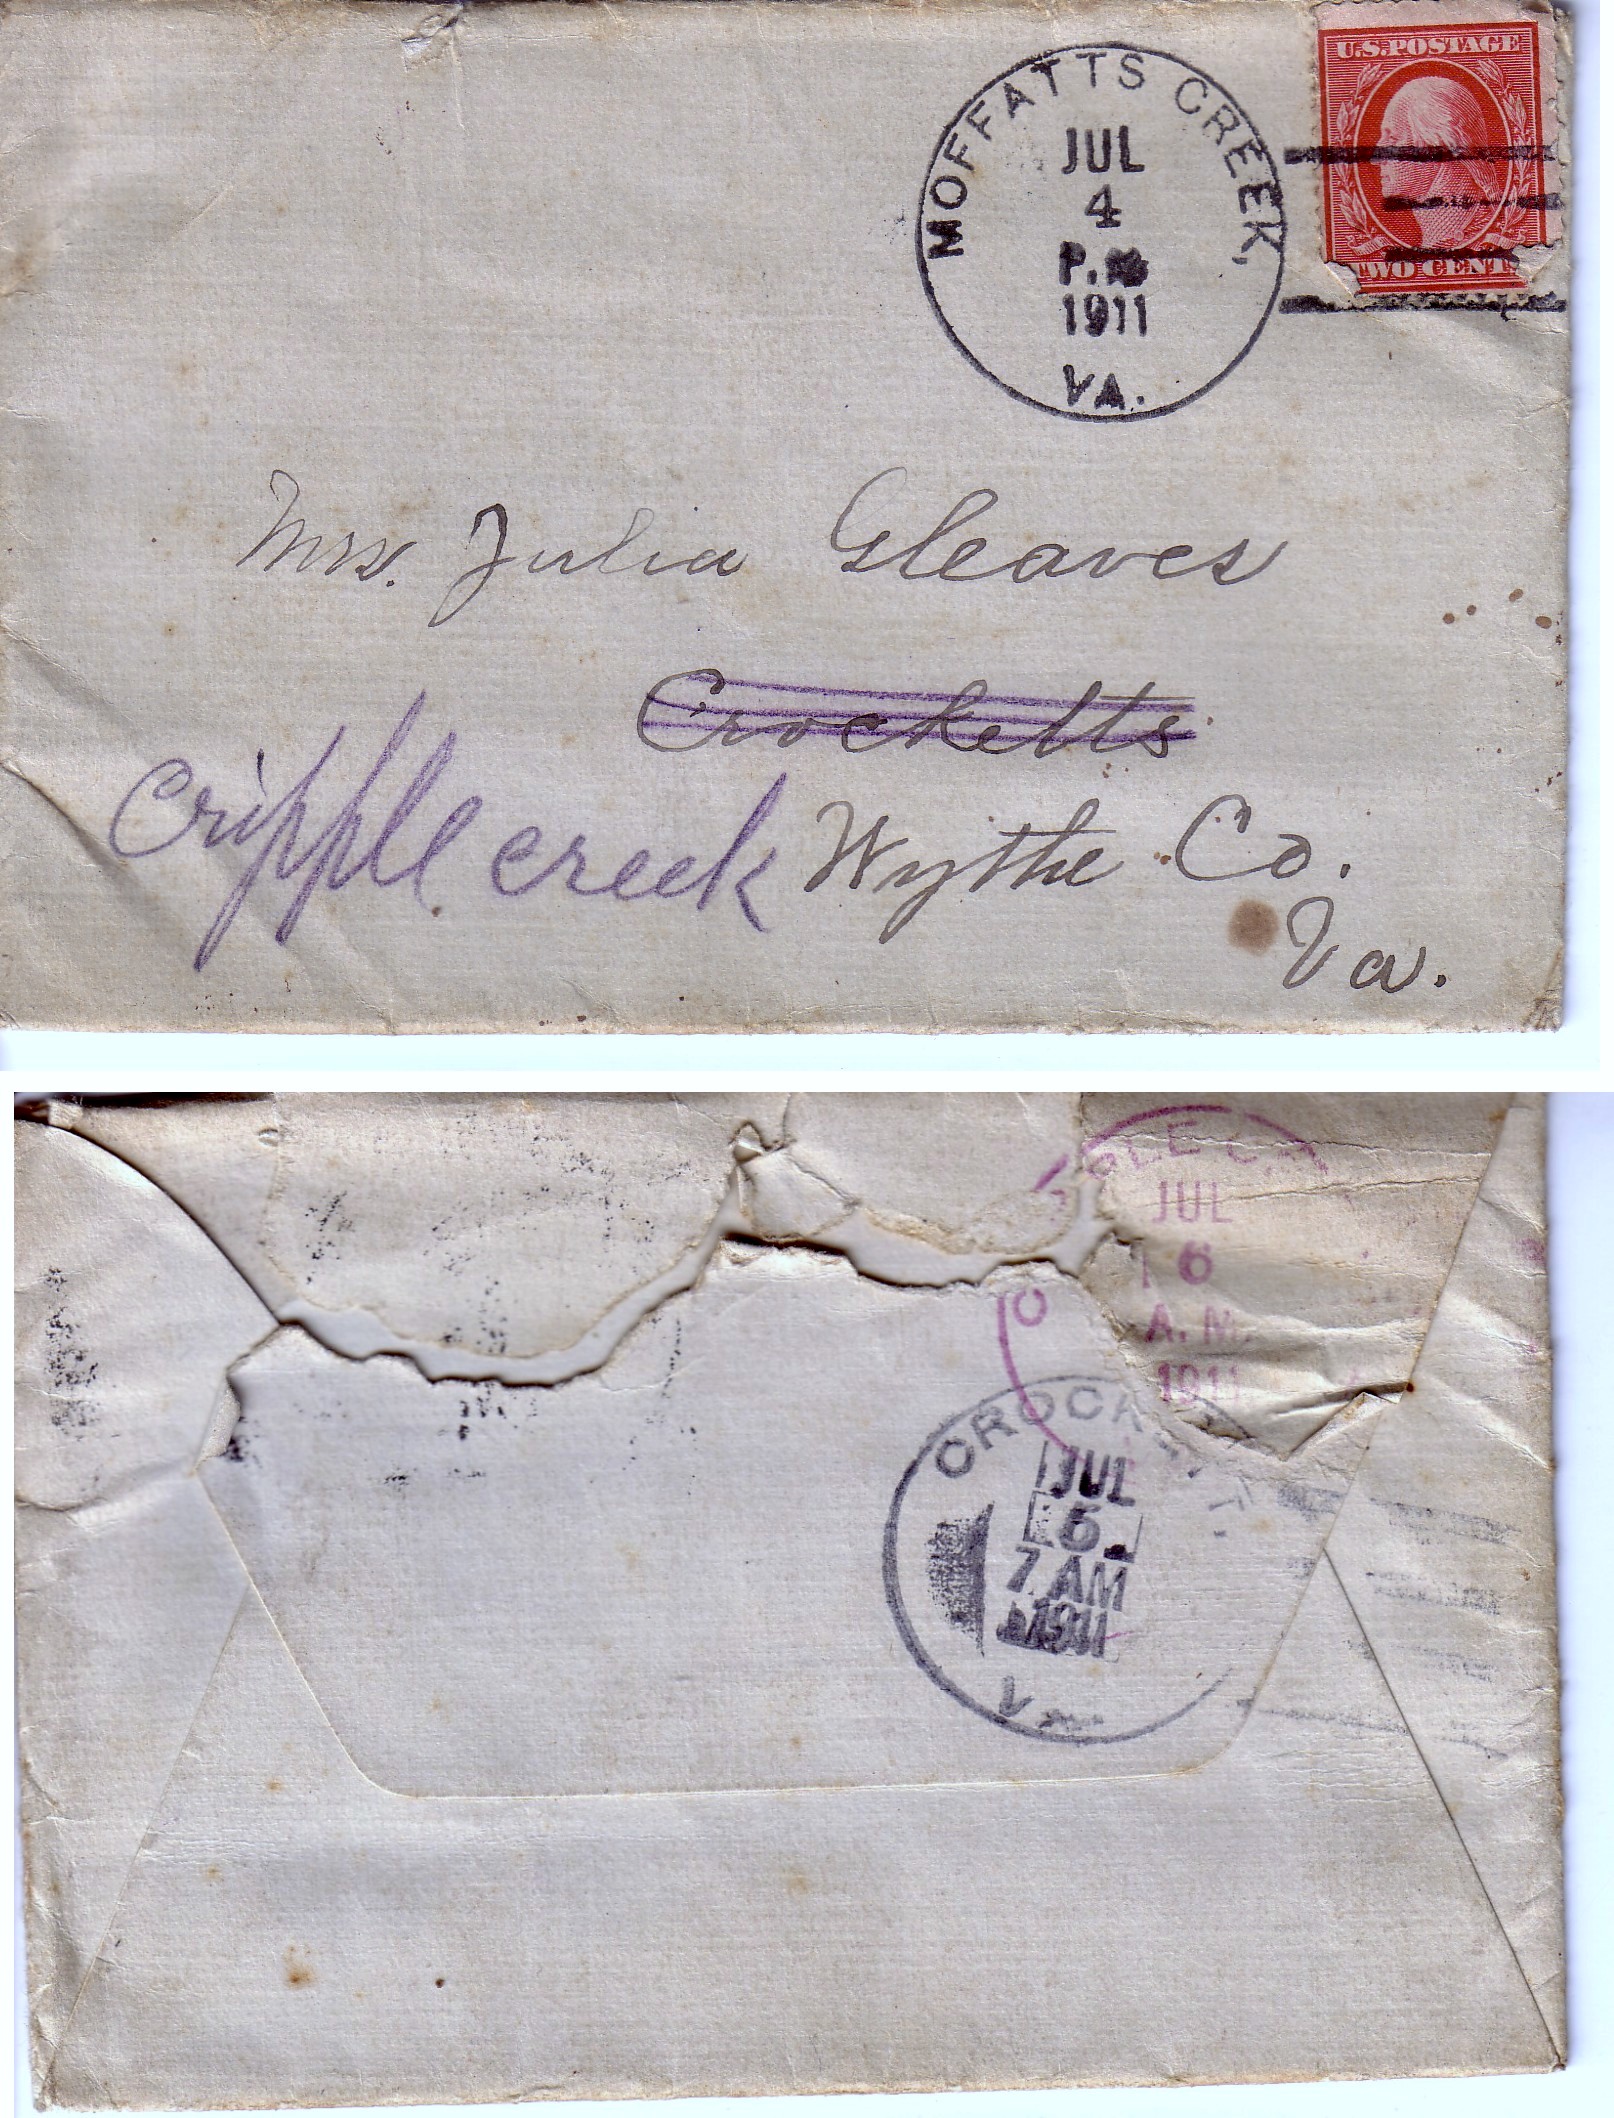 U.S. POSTAGE
TWO CENTS
MOFFATTS CREEK,
JUL
4
P.M.
1911
VA.
Mrs. Julia Gleaves
Crocketts
Cripple creek Wythe Co.
Va.
JUL
6
A.M.
1911
JUL
5
7 AM
1911